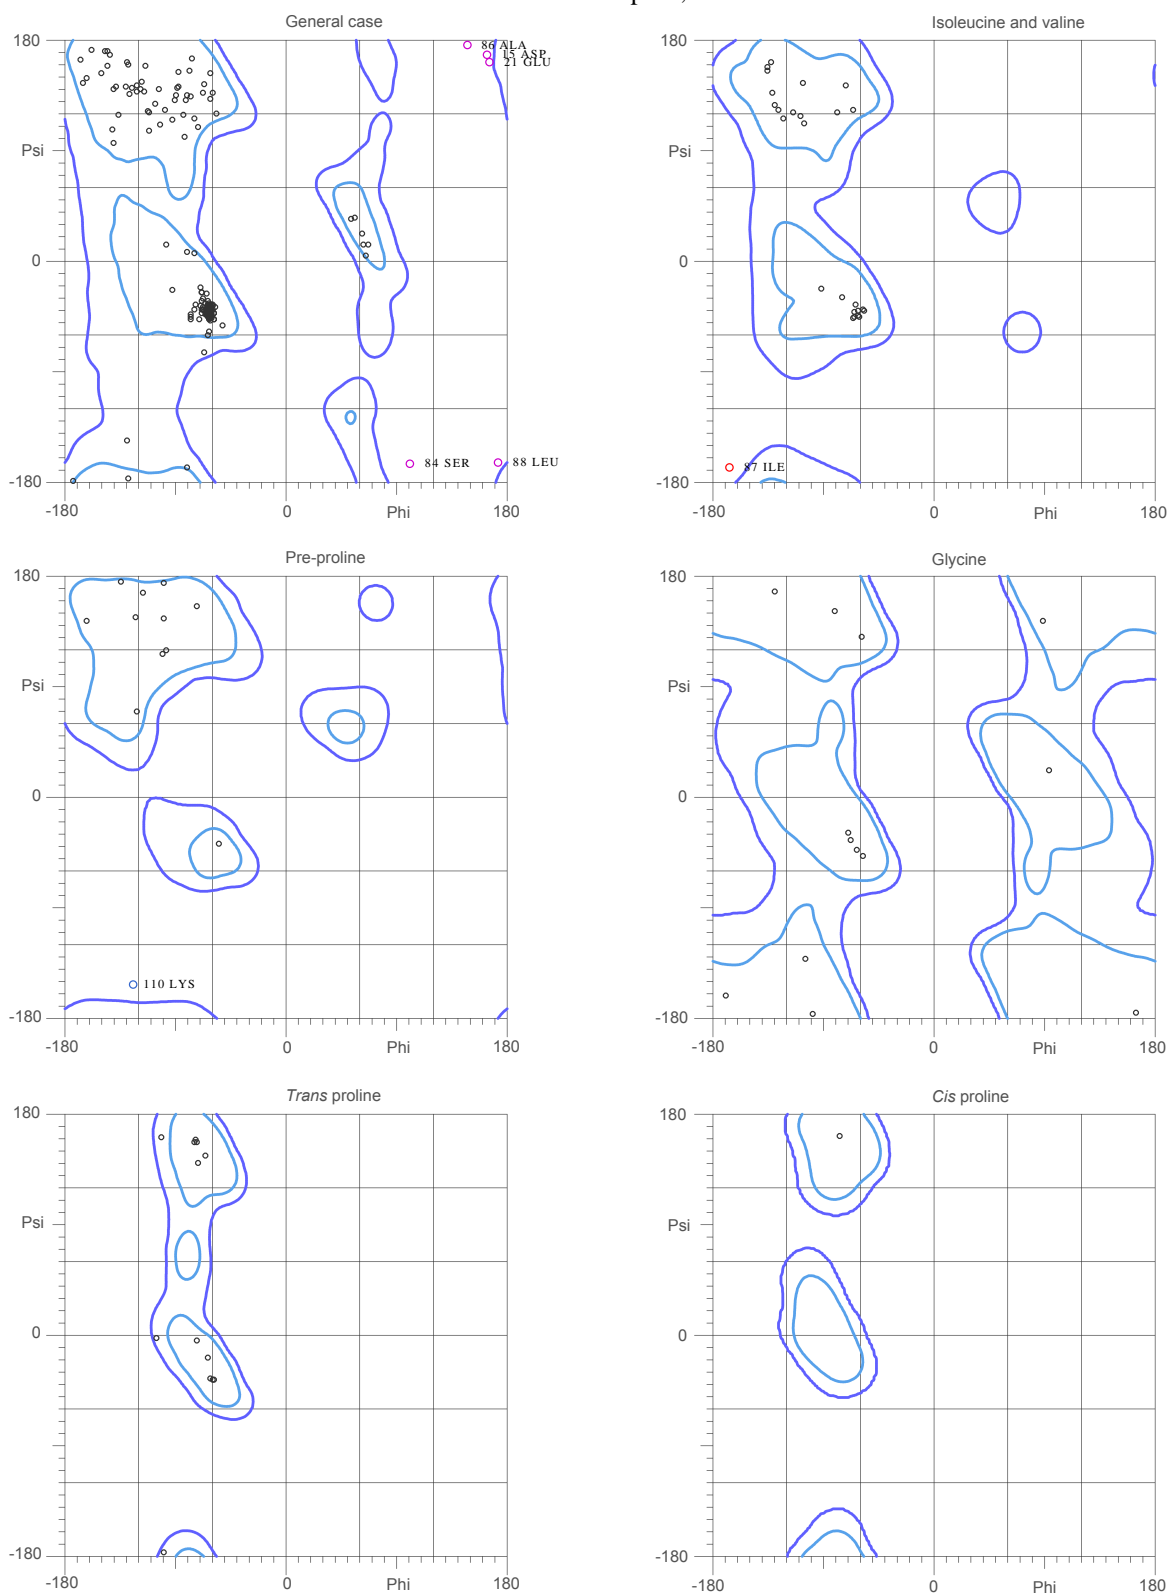 General case
180
Psi
0
-180
-180
0
Phi
180
86 ALA
15 ASP
21 GLU
84 SER
88 LEU
Isoleucine and valine
180
Psi
0
-180
-180
0
Phi
180
87 ILE
Pre-proline
180
Psi
0
-180
-180
0
Phi
180
110 LYS
Glycine
180
Psi
0
-180
-180
0
Phi
180
Trans proline
180
Psi
0
-180
-180
0
Phi
180
Cis proline
180
Psi
0
-180
-180
0
Phi
180